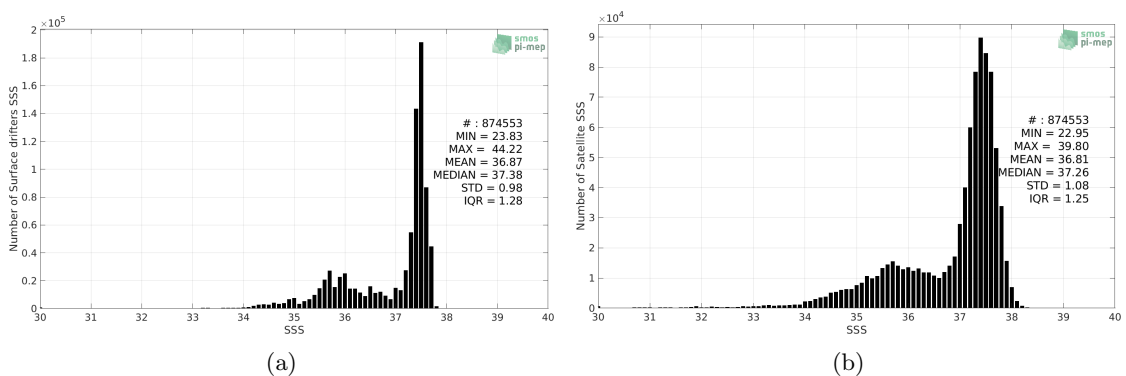 ×10⁵
2
1.8
1.6
1.4
1.2
1
0.8
0.6
0.4
0.2
0
Number of Surface drifters SSS
30 31 32 33 34 35 36 37 38 39 40
SSS
smos
pi-mep
# : 874553
MIN = 23.83
MAX = 44.22
MEAN = 36.87
MEDIAN = 37.38
STD = 0.98
IQR = 1.28
(a)
×10⁴
9
8
7
6
5
4
3
2
1
0
Number of Satellite SSS
30 31 32 33 34 35 36 37 38 39 40
SSS
smos
pi-mep
# : 874553
MIN = 22.95
MAX = 39.80
MEAN = 36.81
MEDIAN = 37.26
STD = 1.08
IQR = 1.25
(b)